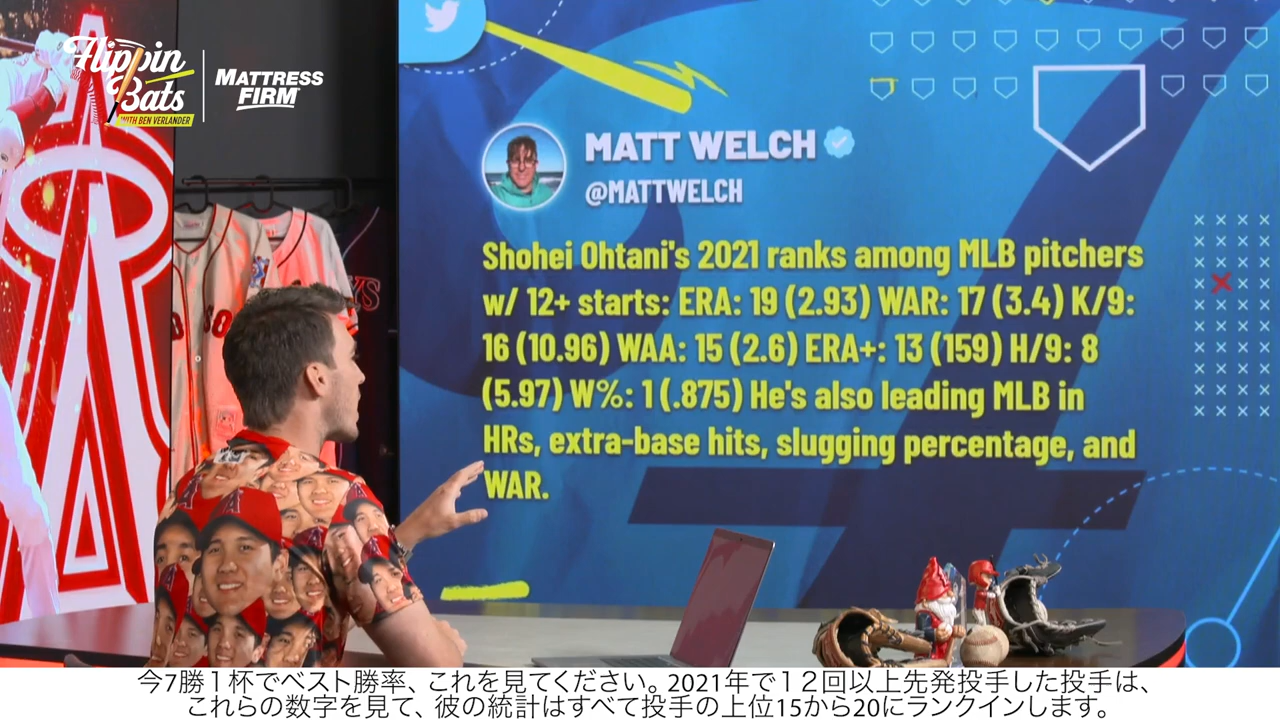 Flippin
Bats
WITH BEN VERLANDER
MATTRESS
FIRM
MATT WELCH
@MATTWELCH
Shohei Ohtani's 2021 ranks among MLB pitchers
w/ 12+ starts: ERA: 19 (2.93) WAR: 17 (3.4) K/9:
16 (10.96) WAA: 15 (2.6) ERA+: 13 (159) H/9: 8
(5.97) W%: 1 (.875) He's also leading MLB in
HRs, extra-base hits, slugging percentage, and
WAR.
今7勝１杯でベスト勝率、これを見てください。2021年で１２回以上先発投手した投手は、
これらの数字を見て、彼の統計はすべて投手の上位15から20にランクインします。